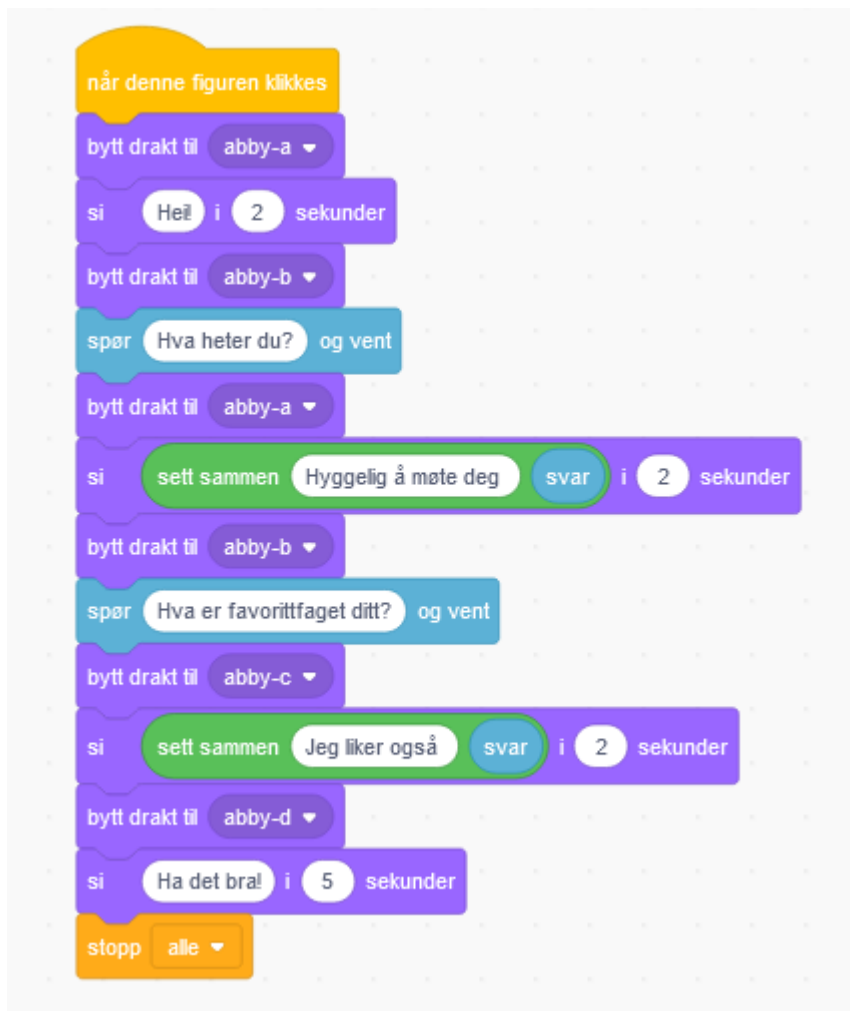 når denne figuren klikkes
bytt drakt til abby-a
si Hei! i 2 sekunder
bytt drakt til abby-b
spør Hva heter du? og vent
bytt drakt til abby-a
si sett sammen Hyggelig å møte deg svar i 2 sekunder
bytt drakt til abby-b
spør Hva er favorittfaget ditt? og vent
bytt drakt til abby-c
si sett sammen Jeg liker også svar i 2 sekunder
bytt drakt til abby-d
si Ha det bra! i 5 sekunder
stopp alle